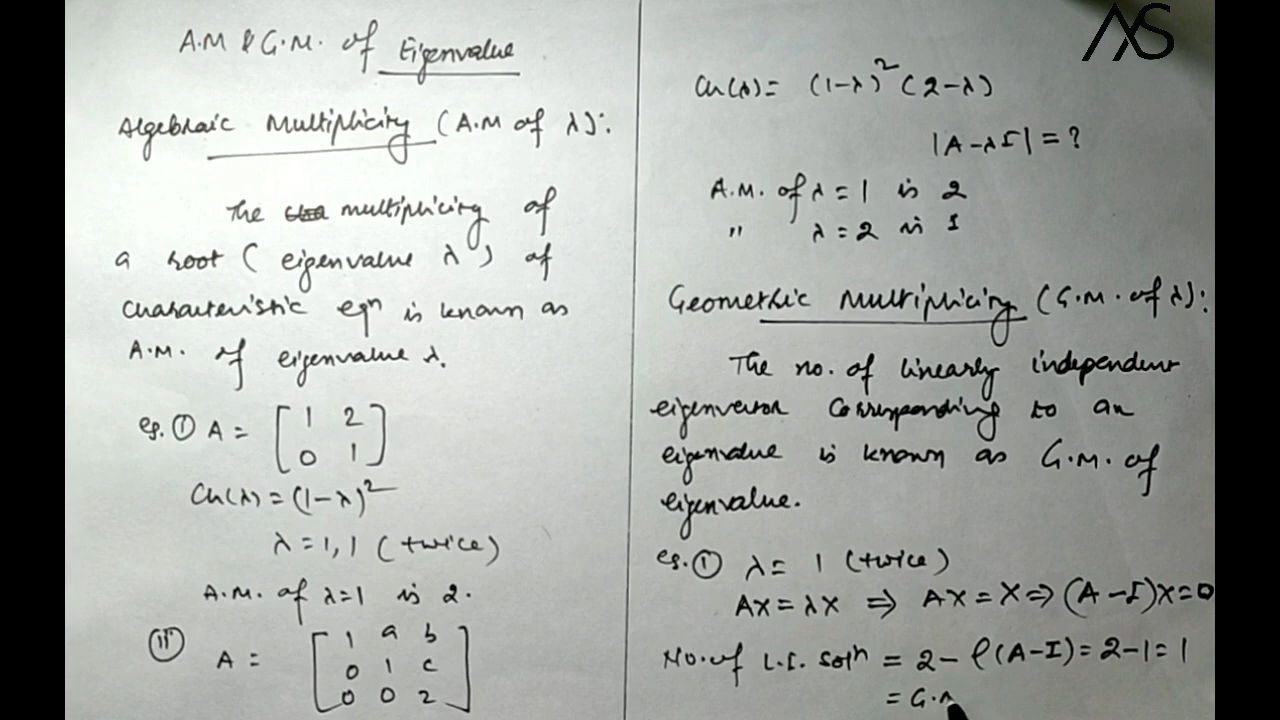 A.M & G.M. of Eigenvalue
Algebraic Multiplicity (A.M of λ):
The multiplicity of
a root (eigenvalue λ) of
characteristic eqⁿ is known as
A.M. of eigenvalue λ.
eg. ① A = [1 2
0 1]
Ch(λ) = (1-λ)²
λ = 1, 1 (twice)
A.M. of λ=1 is 2.
(ii) A = [1 a b
0 1 c
0 0 2]
NS
Ch(λ) = (1-λ)² (2-λ)
|A-λI| = ?
A.M. of λ = 1 is 2
" λ = 2 is 1
Geometric Multiplicity (G.M. of λ):
The no. of linearly independent
eigenvector corresponding to an
eigenvalue is known as G.M. of
eigenvalue.
eg. ① λ = 1 (twice)
AX = λX ⇒ AX = X ⇒ (A-I)X = 0
No. of L.I. solⁿ = 2 - ρ(A-I) = 2-1 = 1
= G.